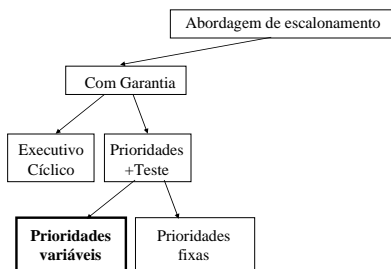 Abordagem de escalonamento
Com Garantia
Executivo
Cíclico
Prioridades
+Teste
Prioridades
variáveis
Prioridades
fixas